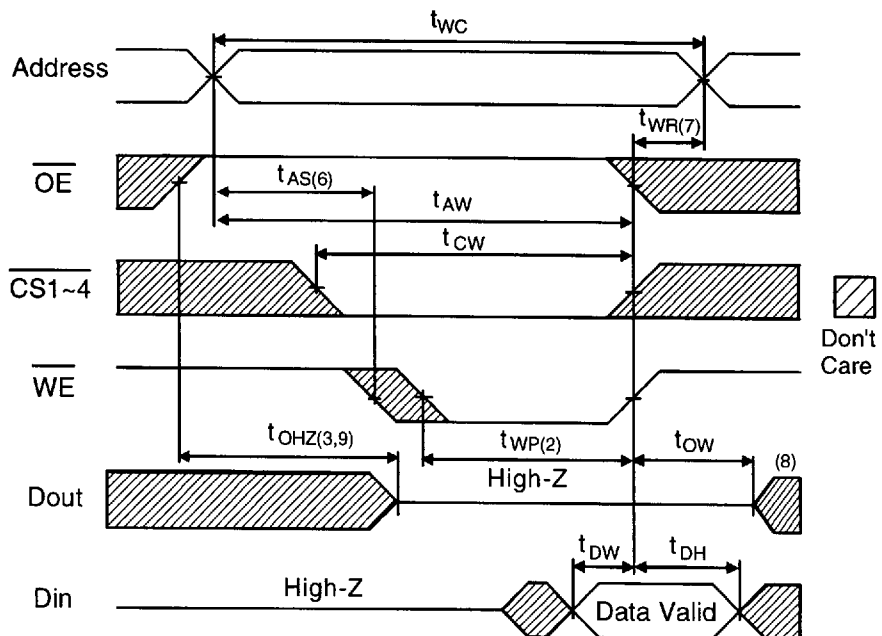 tWC
Address
tWR(7)
OE
tAS(6)
tAW
tCW
CS1~4
Don't
Care
WE
tOHZ(3,9)
tWP(2)
tOW
High-Z
(8)
Dout
tDW
tDH
High-Z
Din
Data Valid